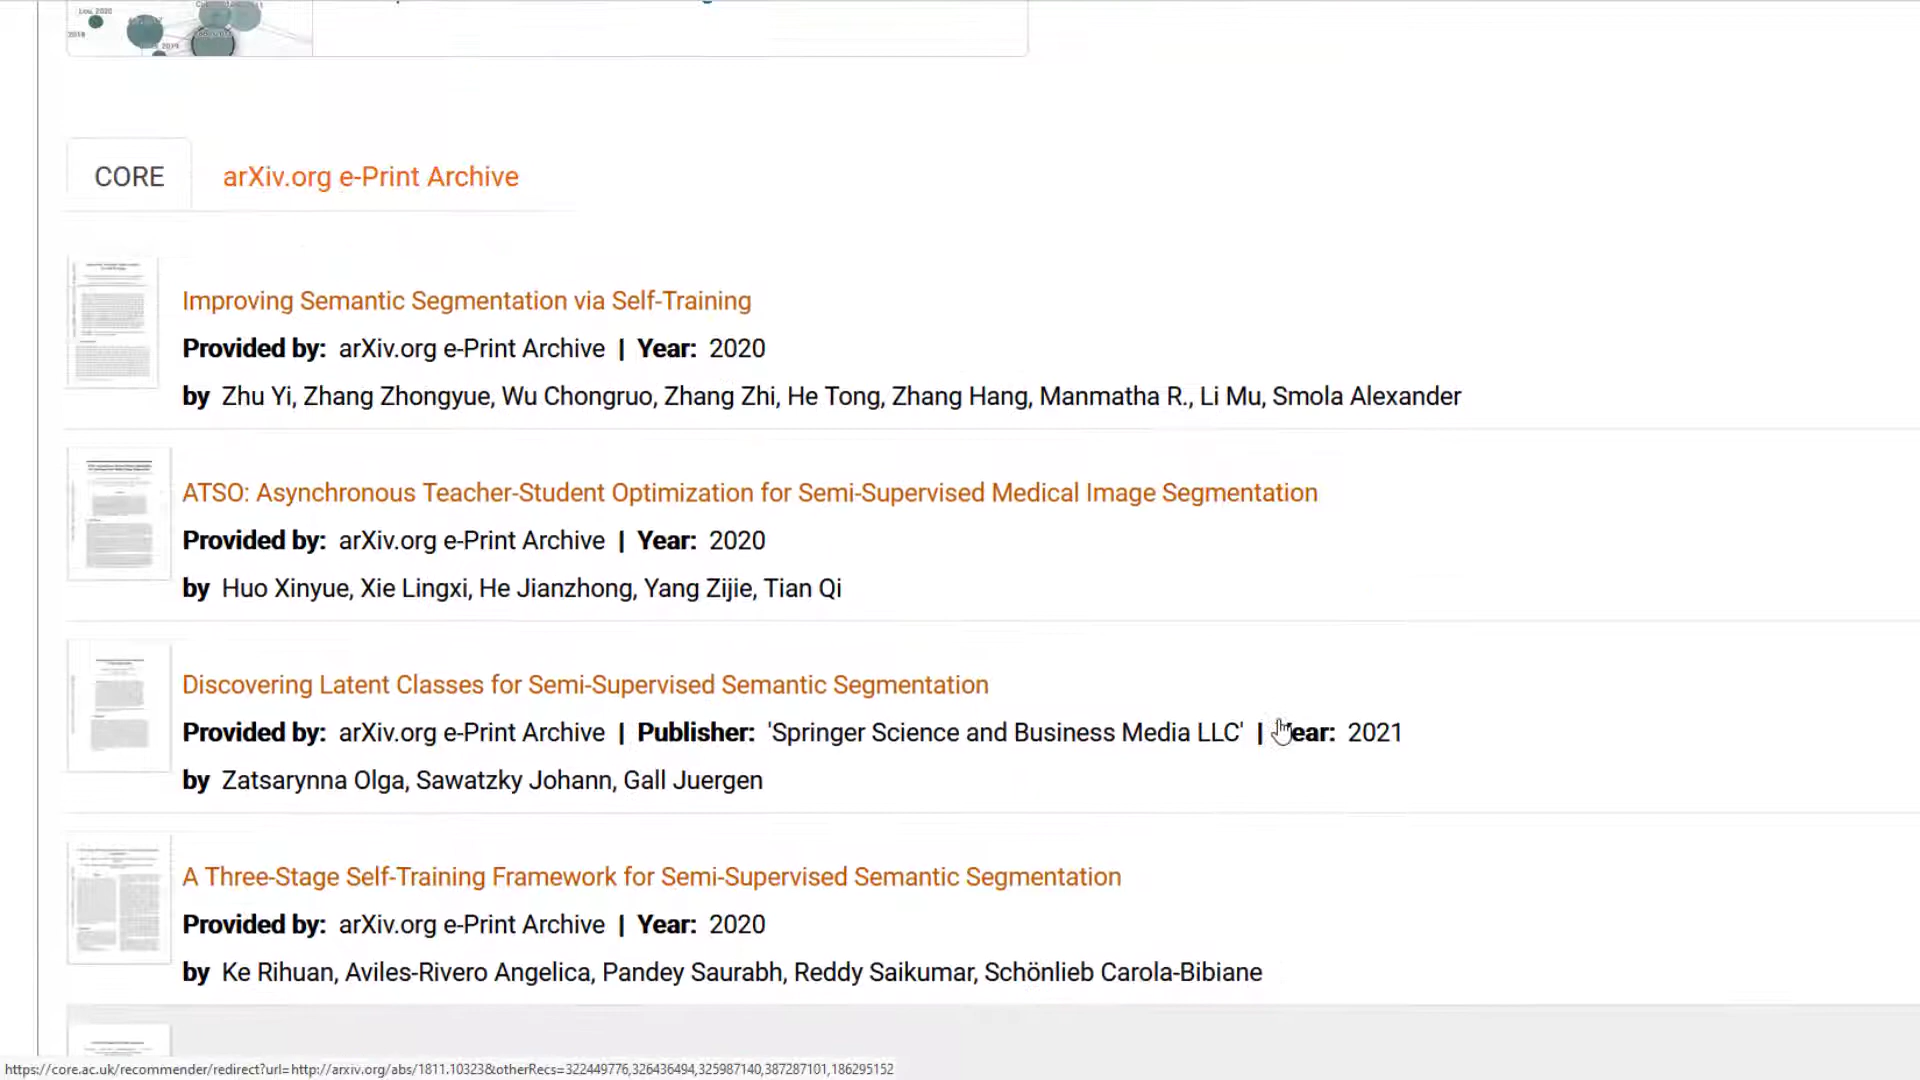 Lou, 2020
2018
2019
CORE
arXiv.org e-Print Archive
Improving Semantic Segmentation via Self-Training
Provided by: arXiv.org e-Print Archive | Year: 2020
by Zhu Yi, Zhang Zhongyue, Wu Chongruo, Zhang Zhi, He Tong, Zhang Hang, Manmatha R., Li Mu, Smola Alexander
ATSO: Asynchronous Teacher-Student Optimization for Semi-Supervised Medical Image Segmentation
Provided by: arXiv.org e-Print Archive | Year: 2020
by Huo Xinyue, Xie Lingxi, He Jianzhong, Yang Zijie, Tian Qi
Discovering Latent Classes for Semi-Supervised Semantic Segmentation
Provided by: arXiv.org e-Print Archive | Publisher: 'Springer Science and Business Media LLC' | Year: 2021
by Zatsarynna Olga, Sawatzky Johann, Gall Juergen
A Three-Stage Self-Training Framework for Semi-Supervised Semantic Segmentation
Provided by: arXiv.org e-Print Archive | Year: 2020
by Ke Rihuan, Aviles-Rivero Angelica, Pandey Saurabh, Reddy Saikumar, Schönlieb Carola-Bibiane
https://core.ac.uk/recommender/redirect?url=http://arxiv.org/abs/1811.10323&otherRecs=322449776,326436494,325987140,387287101,186295152